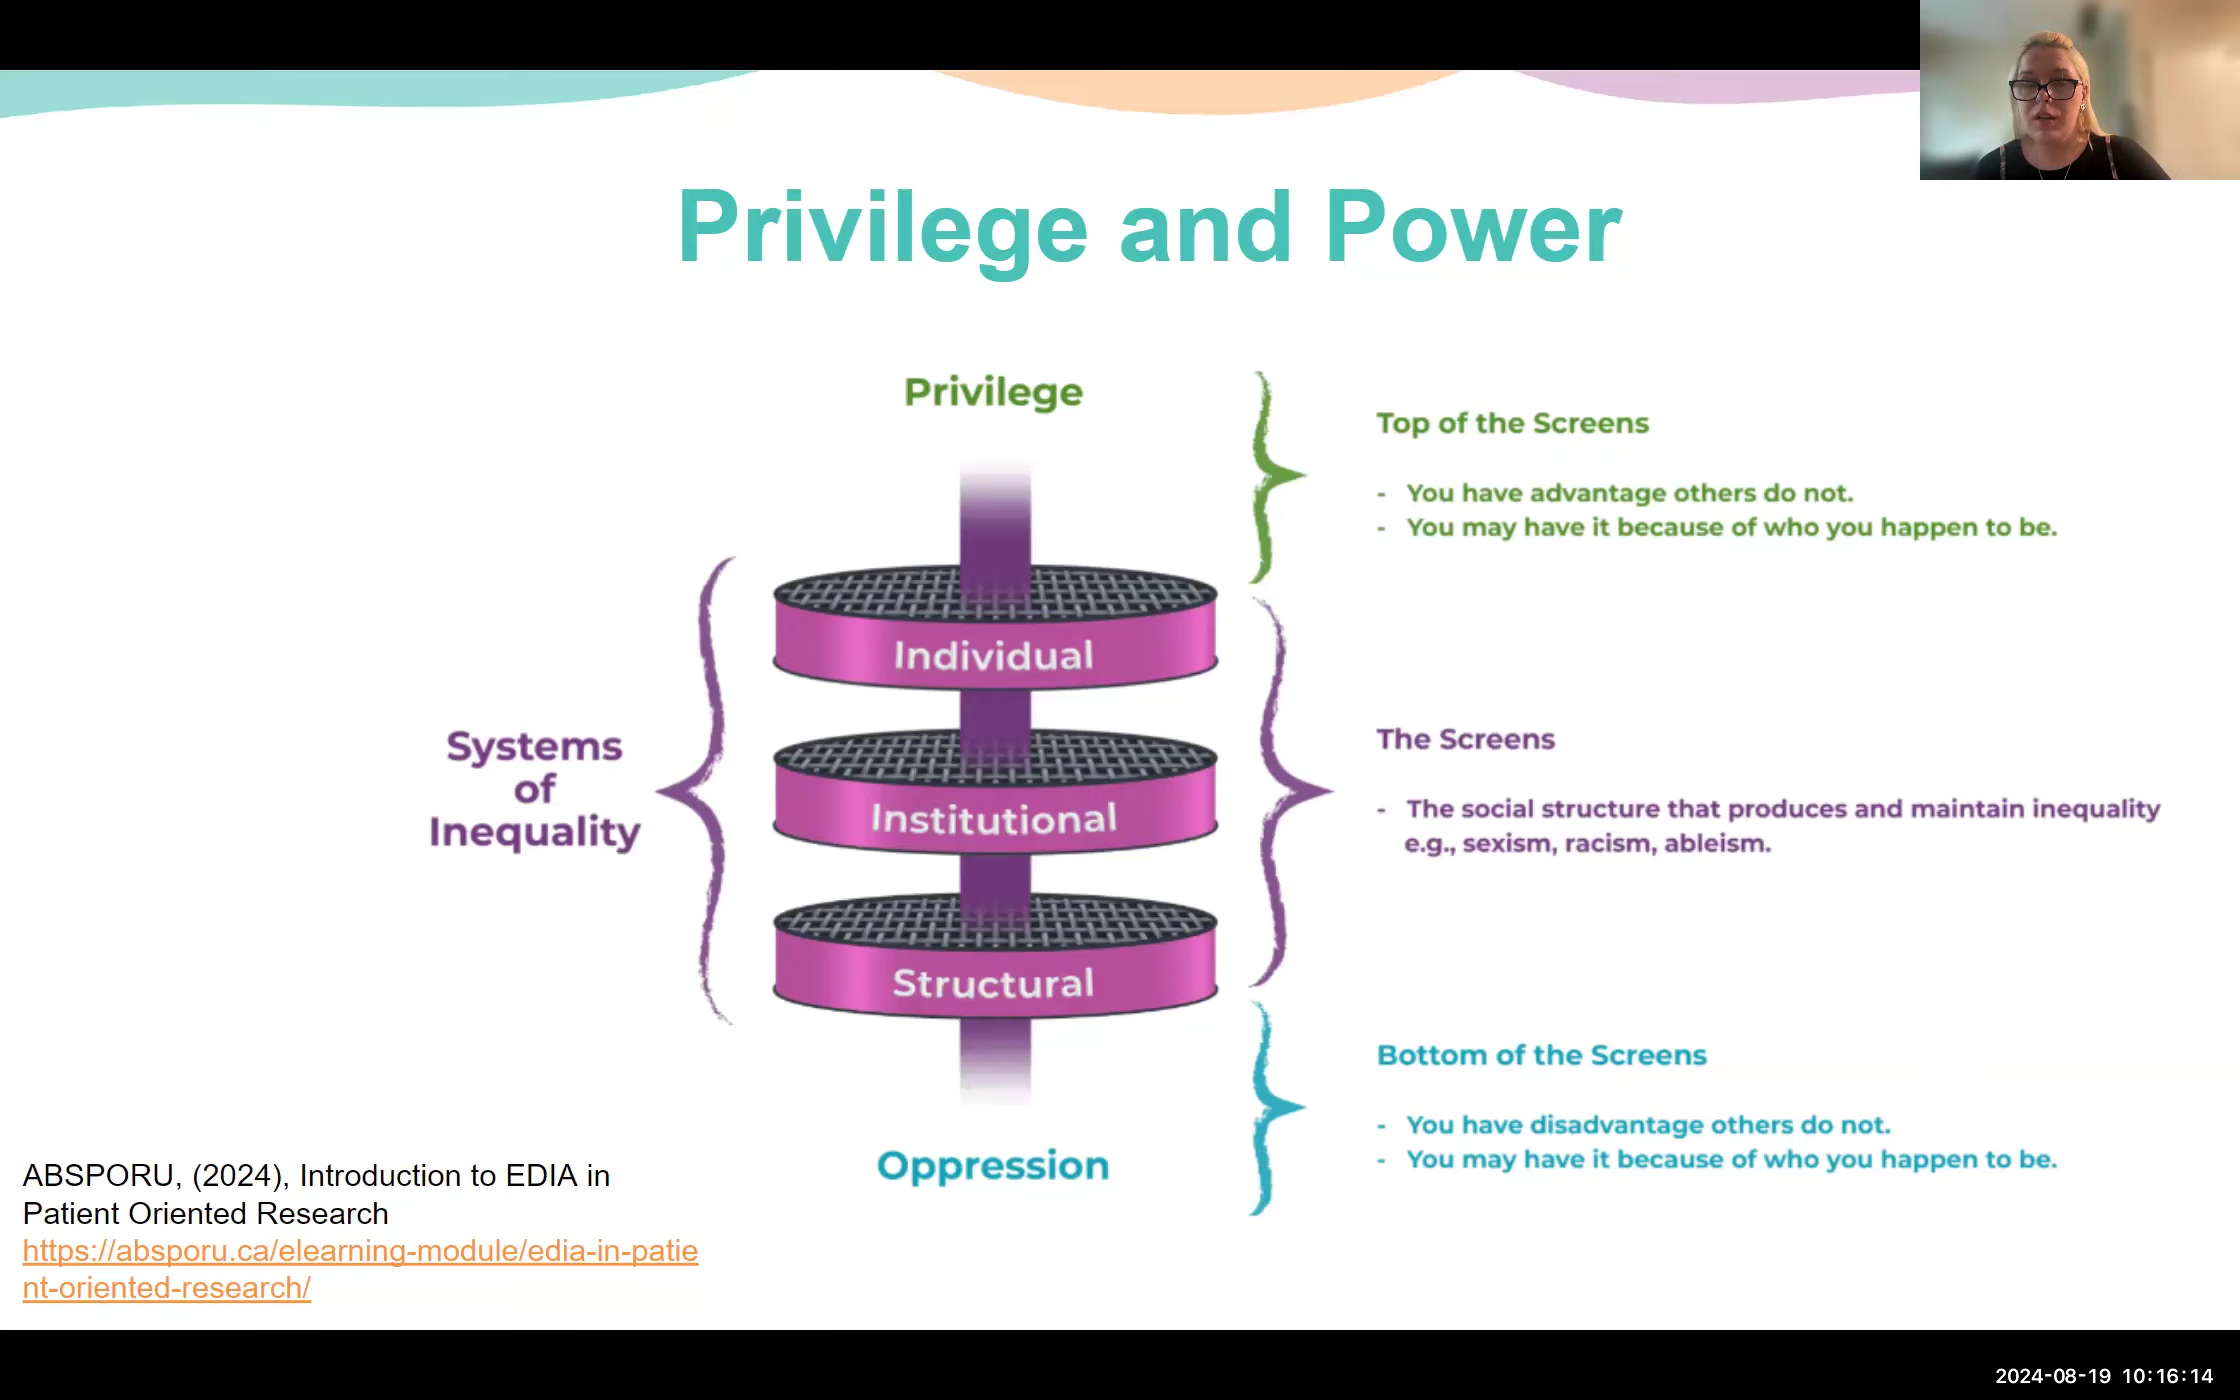 Privilege and Power
Privilege
Top of the Screens
- You have advantage others do not.
- You may have it because of who you happen to be.
Individual
Systems
of
Inequality
Institutional
The Screens
- The social structure that produces and maintain inequality
e.g., sexism, racism, ableism.
Structural
Bottom of the Screens
- You have disadvantage others do not.
- You may have it because of who you happen to be.
Oppression
ABSPORU, (2024), Introduction to EDIA in
Patient Oriented Research
https://absporu.ca/elearning-module/edia-in-patie
nt-oriented-research/
2024-08-19 10:16:14